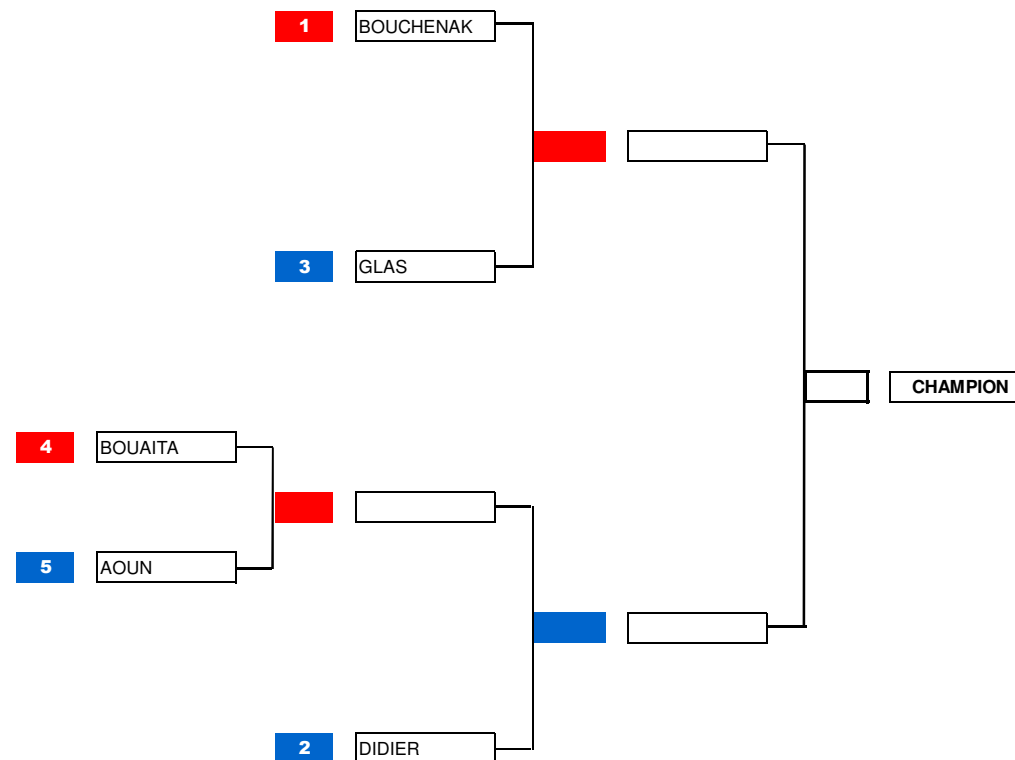 1 BOUCHENAK
3 GLAS
CHAMPION
4 BOUAITA
5 AOUN
2 DIDIER